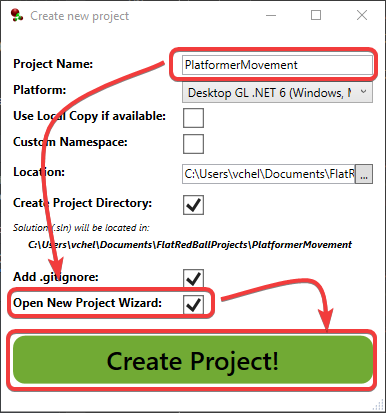 Create new project
Project Name: PlatformerMovement
Platform: Desktop GL .NET 6 (Windows, M
Use Local Copy if available:
Custom Namespace:
Location: C:\Users\vchel\Documents\FlatR ...
Create Project Directory:
Solution (.sln) will be located in:
C:\Users\vchel\Documents\FlatRedBallProjects\PlatformerMovement
Add .gitignore:
Open New Project Wizard:
Create Project!